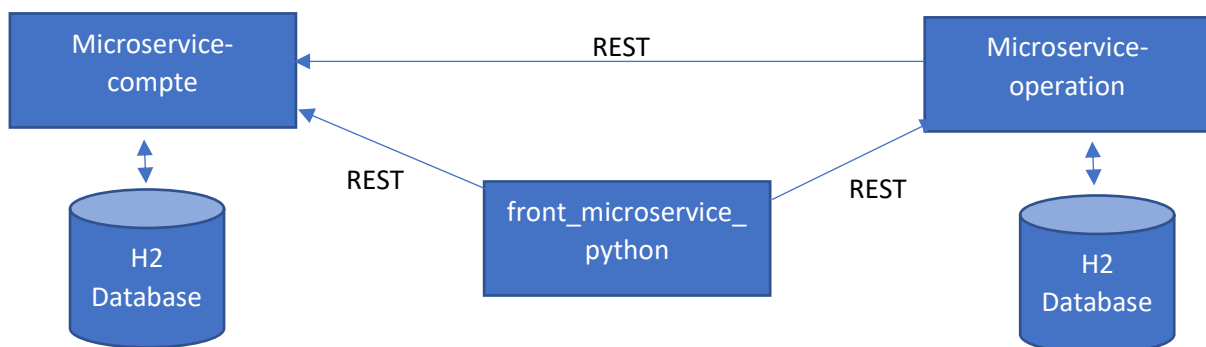 Microservice-
compte
REST
Microservice-
operation
REST
front_microservice_
python
REST
H2
Database
H2
Database